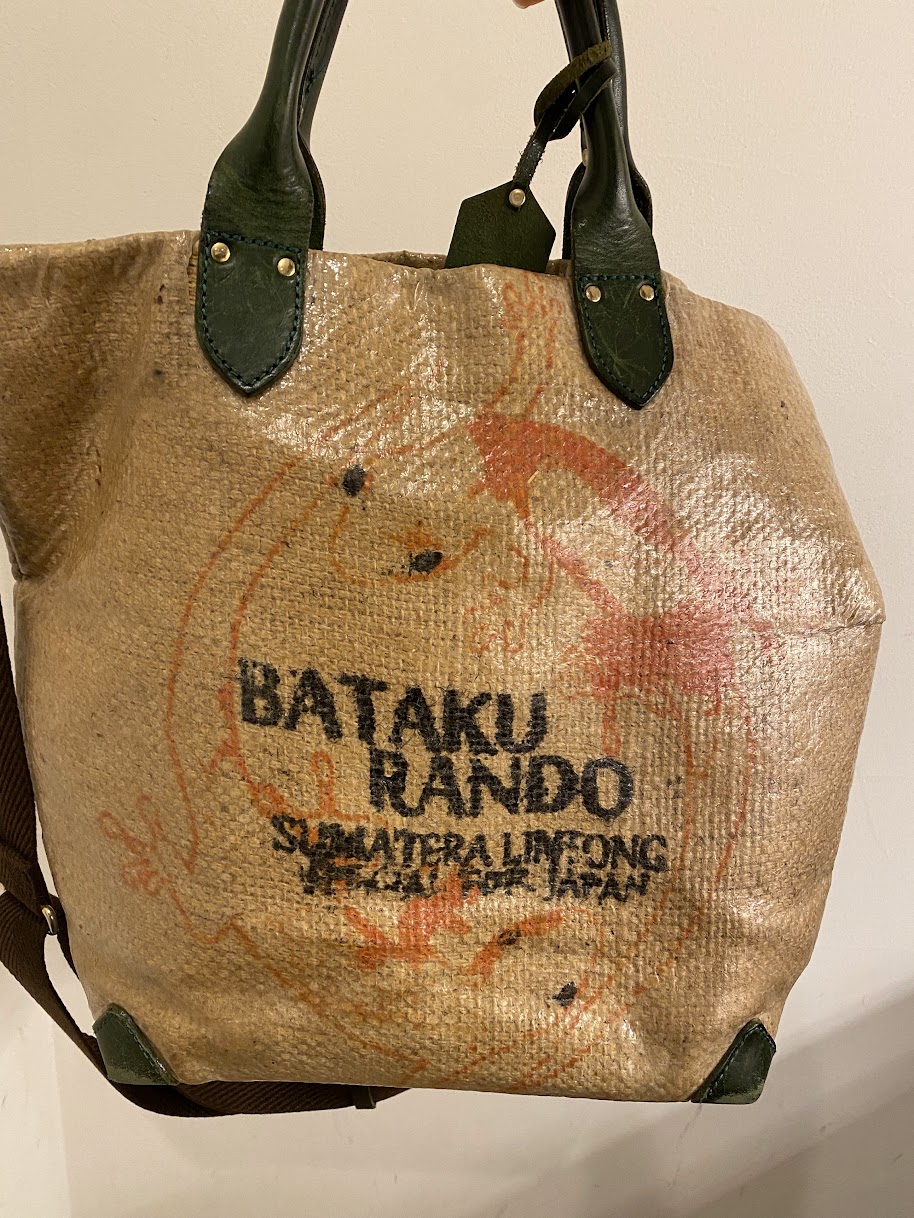 BATAKU
RANDO
SUMATERA LINTONG
SPECIAL FOR JAPAN